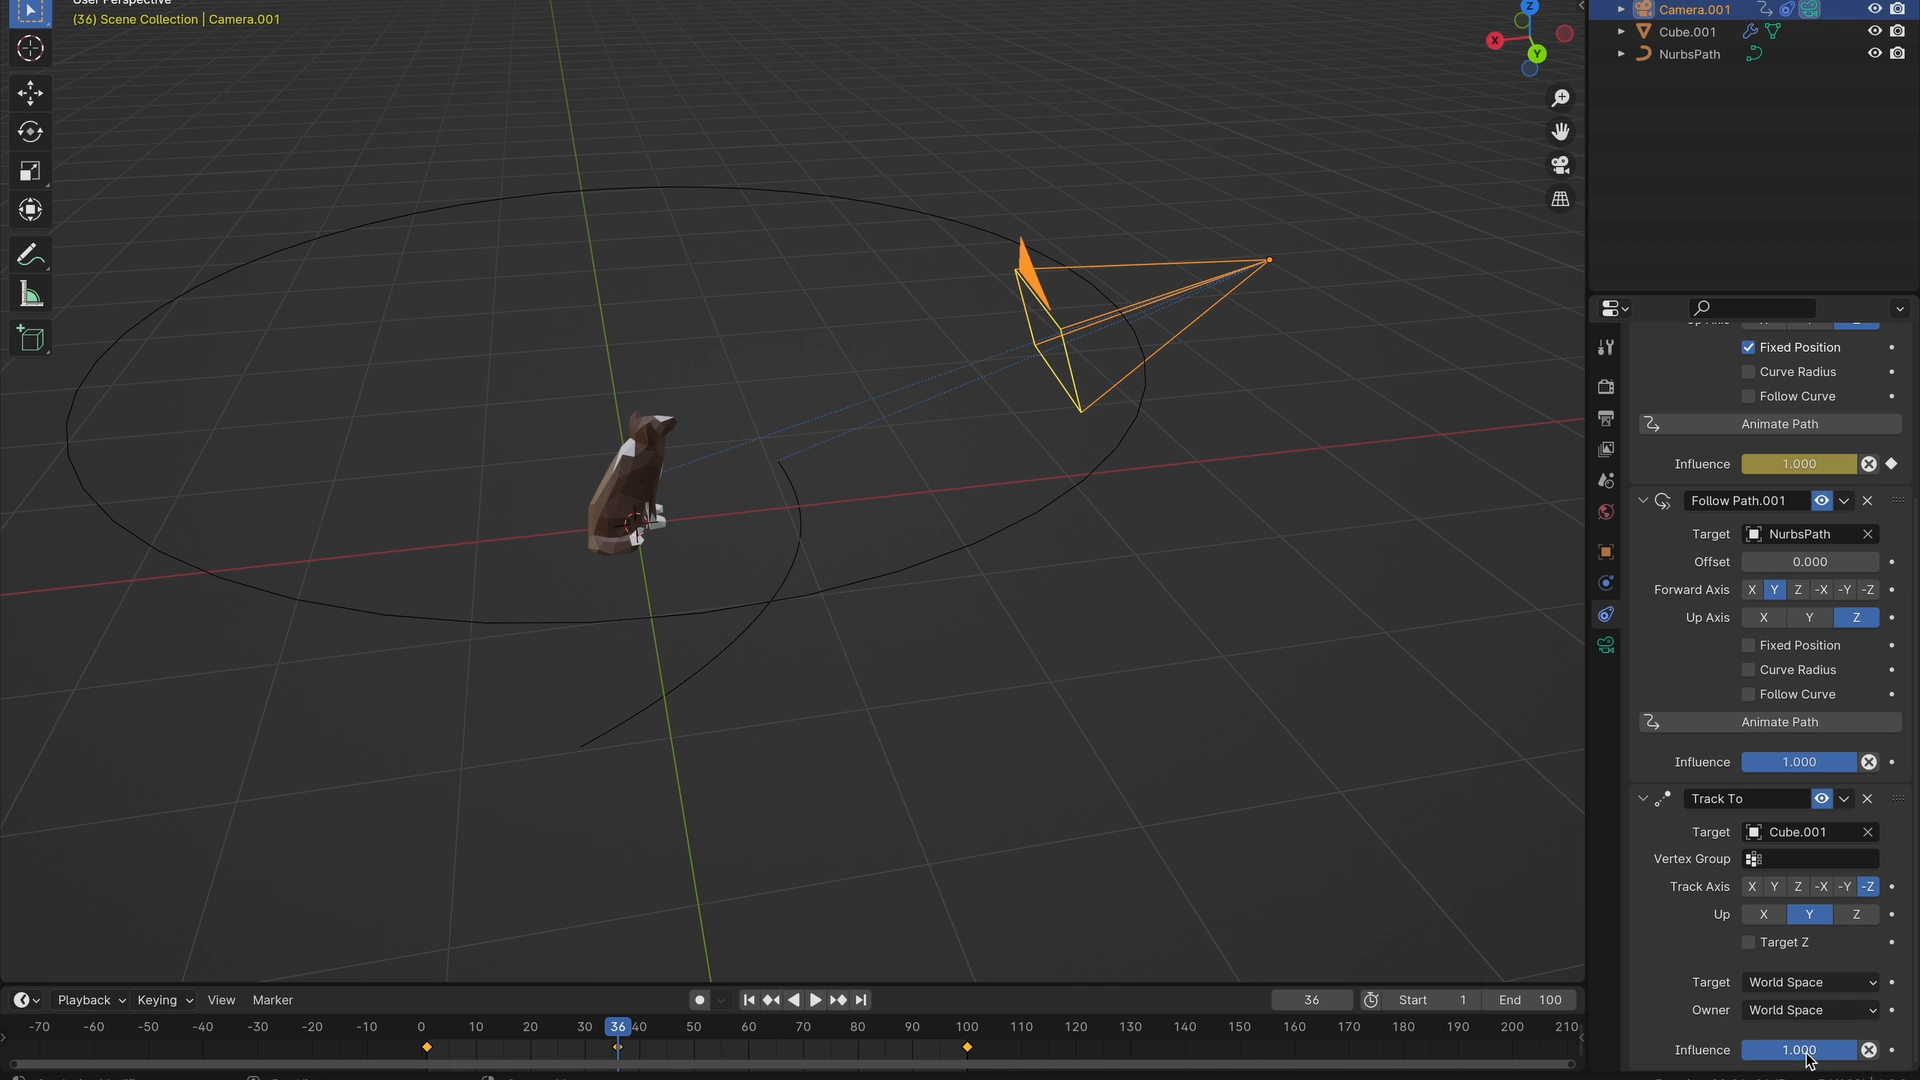 (36) Scene Collection | Camera.001
Z
X
Y
Camera.001
Cube.001
NurbsPath
Fixed Position
Curve Radius
Follow Curve
Animate Path
Influence 1.000
Follow Path.001
Target NurbsPath
Offset 0.000
Forward Axis X Y Z -X -Y -Z
Up Axis X Y Z
Fixed Position
Curve Radius
Follow Curve
Animate Path
Influence 1.000
Track To
Target Cube.001
Vertex Group
Track Axis X Y Z -X -Y -Z
Up X Y Z
Target Z
Target World Space
Owner World Space
Influence 1.000
Playback Keying View Marker 36 Start 1 End 100
-70 -60 -50 -40 -30 -20 -10 0 10 20 30 36 40 50 60 70 80 90 100 110 120 130 140 150 160 170 180 190 200 210